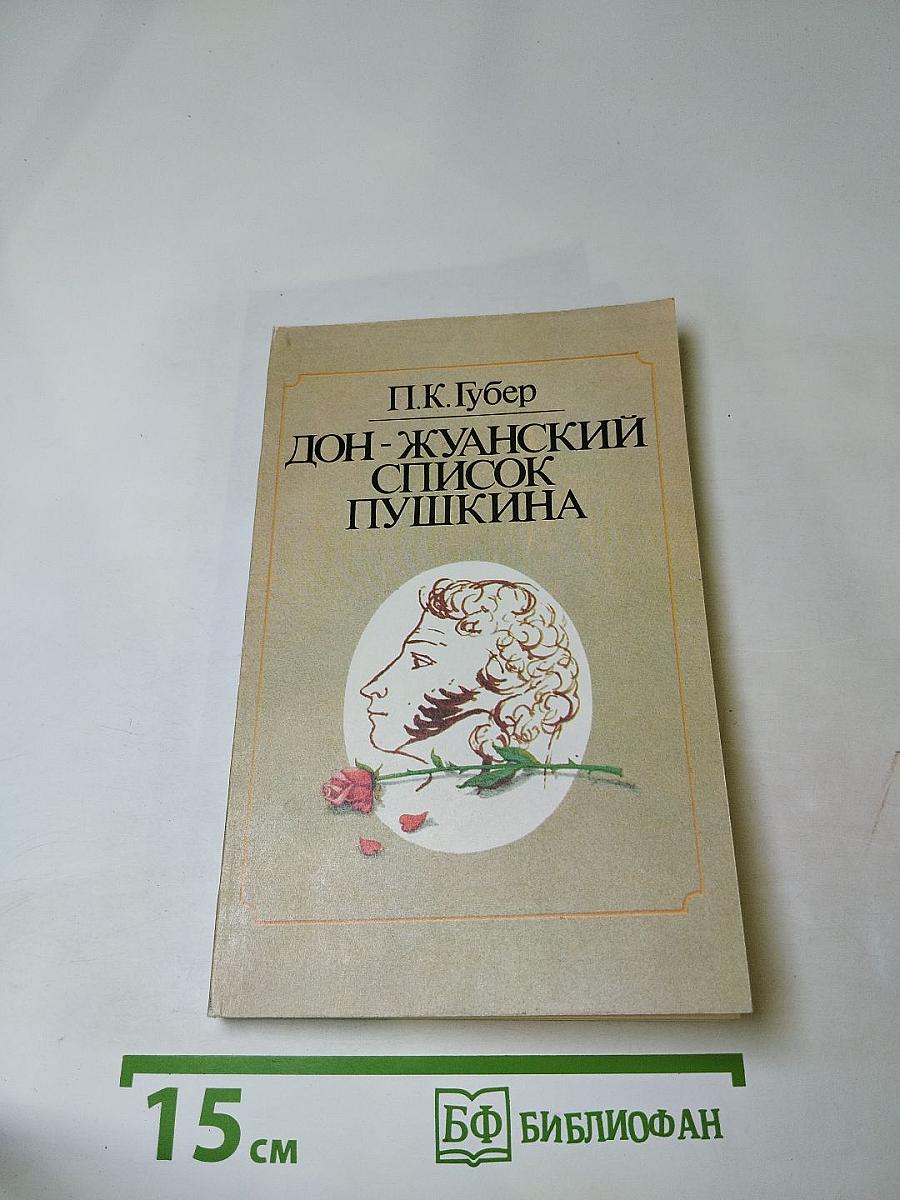 П.К.Губер
ДОН-ЖУАНСКИЙ
СПИСОК
ПУШКИНА
15 см
БФ БИБЛИОФАН